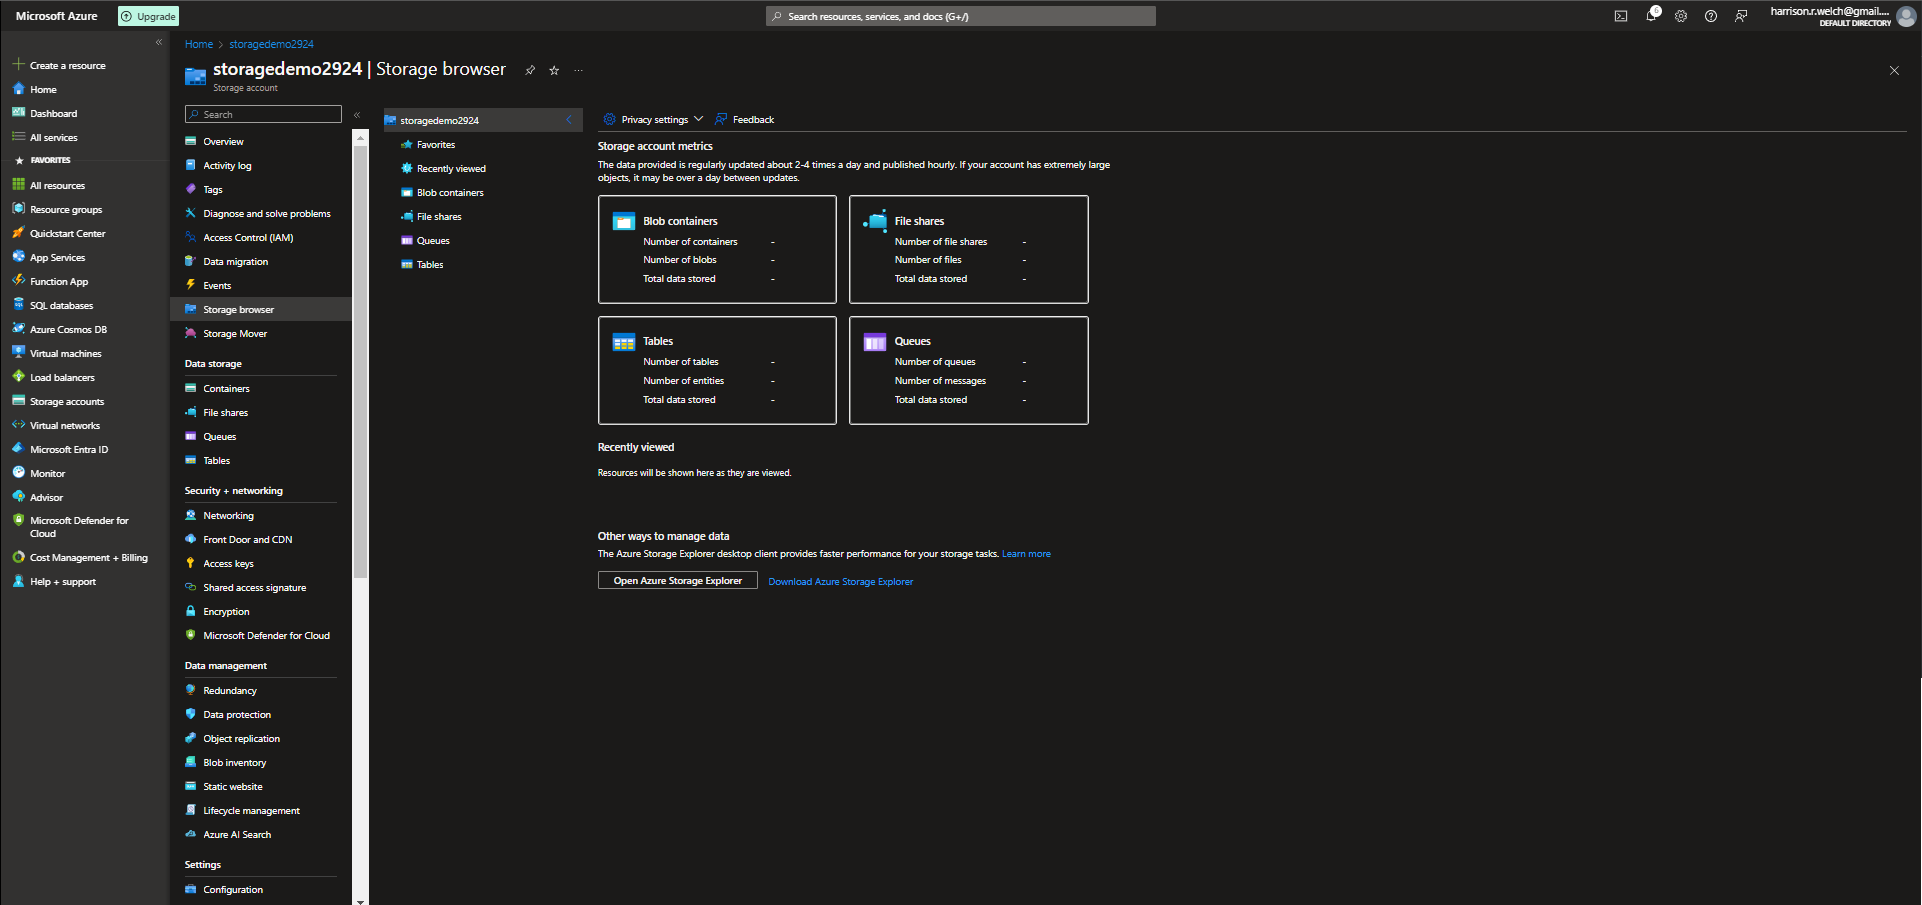 Microsoft Azure
Upgrade
Search resources, services, and docs (G+/)
6
harrison.r.welch@gmail....
DEFAULT DIRECTORY
Create a resource
Home
Dashboard
All services
FAVORITES
All resources
Resource groups
Quickstart Center
App Services
Function App
SQL databases
Azure Cosmos DB
Virtual machines
Load balancers
Storage accounts
Virtual networks
Microsoft Entra ID
Monitor
Advisor
Microsoft Defender for
Cloud
Cost Management + Billing
Help + support
Home > storagedemo2924
storagedemo2924 | Storage browser
Storage account
Search
Overview
Activity log
Tags
Diagnose and solve problems
Access Control (IAM)
Data migration
Events
Storage browser
Storage Mover
Data storage
Containers
File shares
Queues
Tables
Security + networking
Networking
Front Door and CDN
Access keys
Shared access signature
Encryption
Microsoft Defender for Cloud
Data management
Redundancy
Data protection
Object replication
Blob inventory
Static website
Lifecycle management
Azure AI Search
Settings
Configuration
storagedemo2924
Favorites
Recently viewed
Blob containers
File shares
Queues
Tables
Privacy settings
Feedback
Storage account metrics
The data provided is regularly updated about 2-4 times a day and published hourly. If your account has extremely large
objects, it may be over a day between updates.
Blob containers
Number of containers -
Number of blobs -
Total data stored -
File shares
Number of file shares -
Number of files -
Total data stored -
Tables
Number of tables -
Number of entities -
Total data stored -
Queues
Number of queues -
Number of messages -
Total data stored -
Recently viewed
Resources will be shown here as they are viewed.
Other ways to manage data
The Azure Storage Explorer desktop client provides faster performance for your storage tasks. Learn more
Open Azure Storage Explorer
Download Azure Storage Explorer